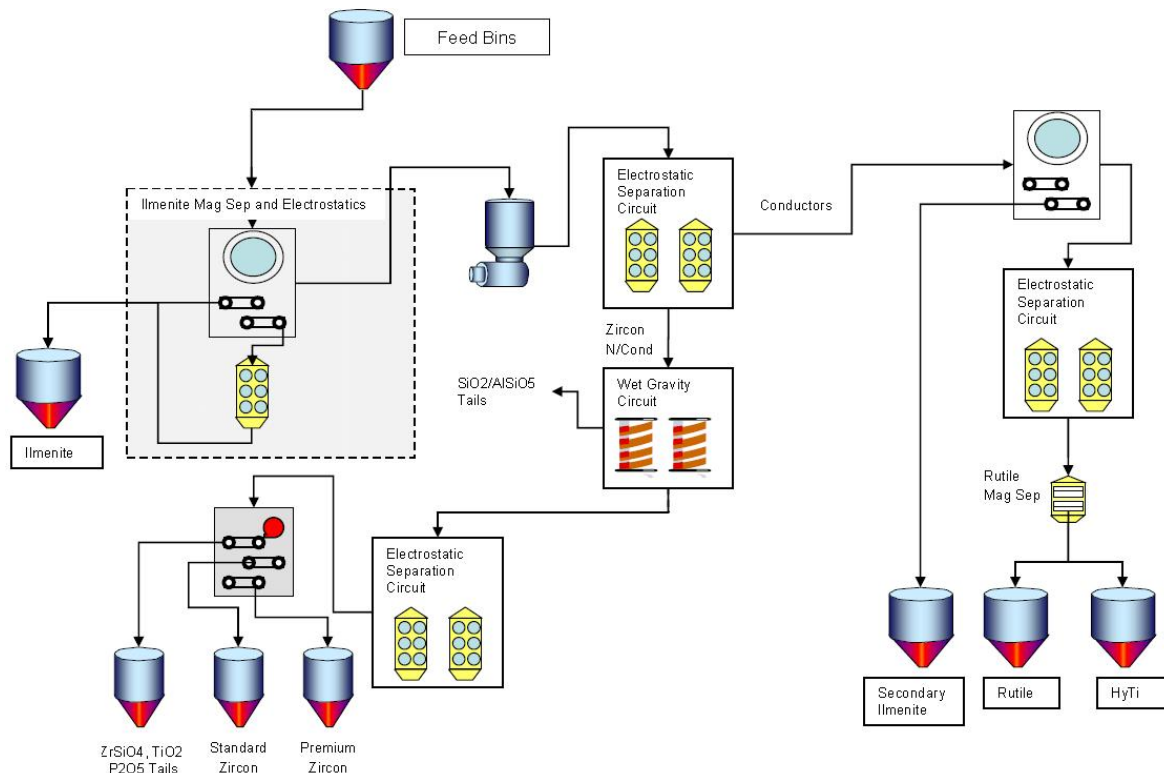 Feed Bins
Ilmenite Mag Sep and Electrostatics
Electrostatic
Separation
Circuit
Conductors
Electrostatic
Separation
Circuit
Zircon
N/Cond
SiO2/AlSiO5
Tails
Wet Gravity
Circuit
Ilmenite
Rutile
Mag Sep
Electrostatic
Separation
Circuit
Secondary
Ilmenite
Rutile
HyTi
ZrSiO4, TiO2
P2O5 Tails
Standard
Zircon
Premium
Zircon